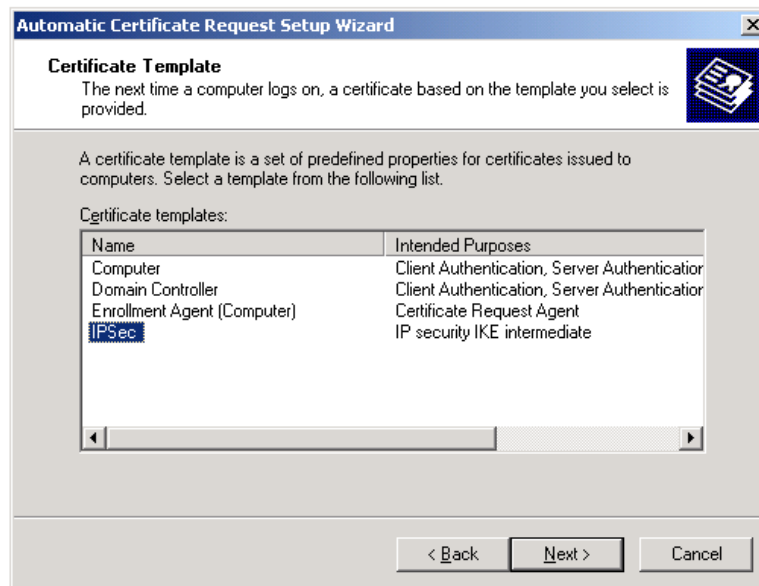 Automatic Certificate Request Setup Wizard
Certificate Template
The next time a computer logs on, a certificate based on the template you select is
provided.
A certificate template is a set of predefined properties for certificates issued to
computers. Select a template from the following list.
Certificate templates:
Name Intended Purposes
Computer Client Authentication, Server Authentication
Domain Controller Client Authentication, Server Authentication
Enrollment Agent (Computer) Certificate Request Agent
IPSec IP security IKE intermediate
< Back Next > Cancel